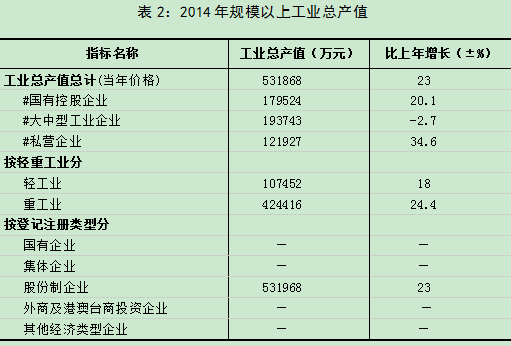 表 2：2014 年规模以上工业总产值
指标名称 工业总产值（万元） 比上年增长（±%）
工业总产值总计(当年价格) 531868 23
#国有控股企业 179524 20.1
#大中型工业企业 193743 -2.7
#私营企业 121927 34.6
按轻重工业分
轻工业 107452 18
重工业 424416 24.4
按登记注册类型分
国有企业 — —
集体企业 — —
股份制企业 531968 23
外商及港澳台商投资企业 — —
其他经济类型企业 — —